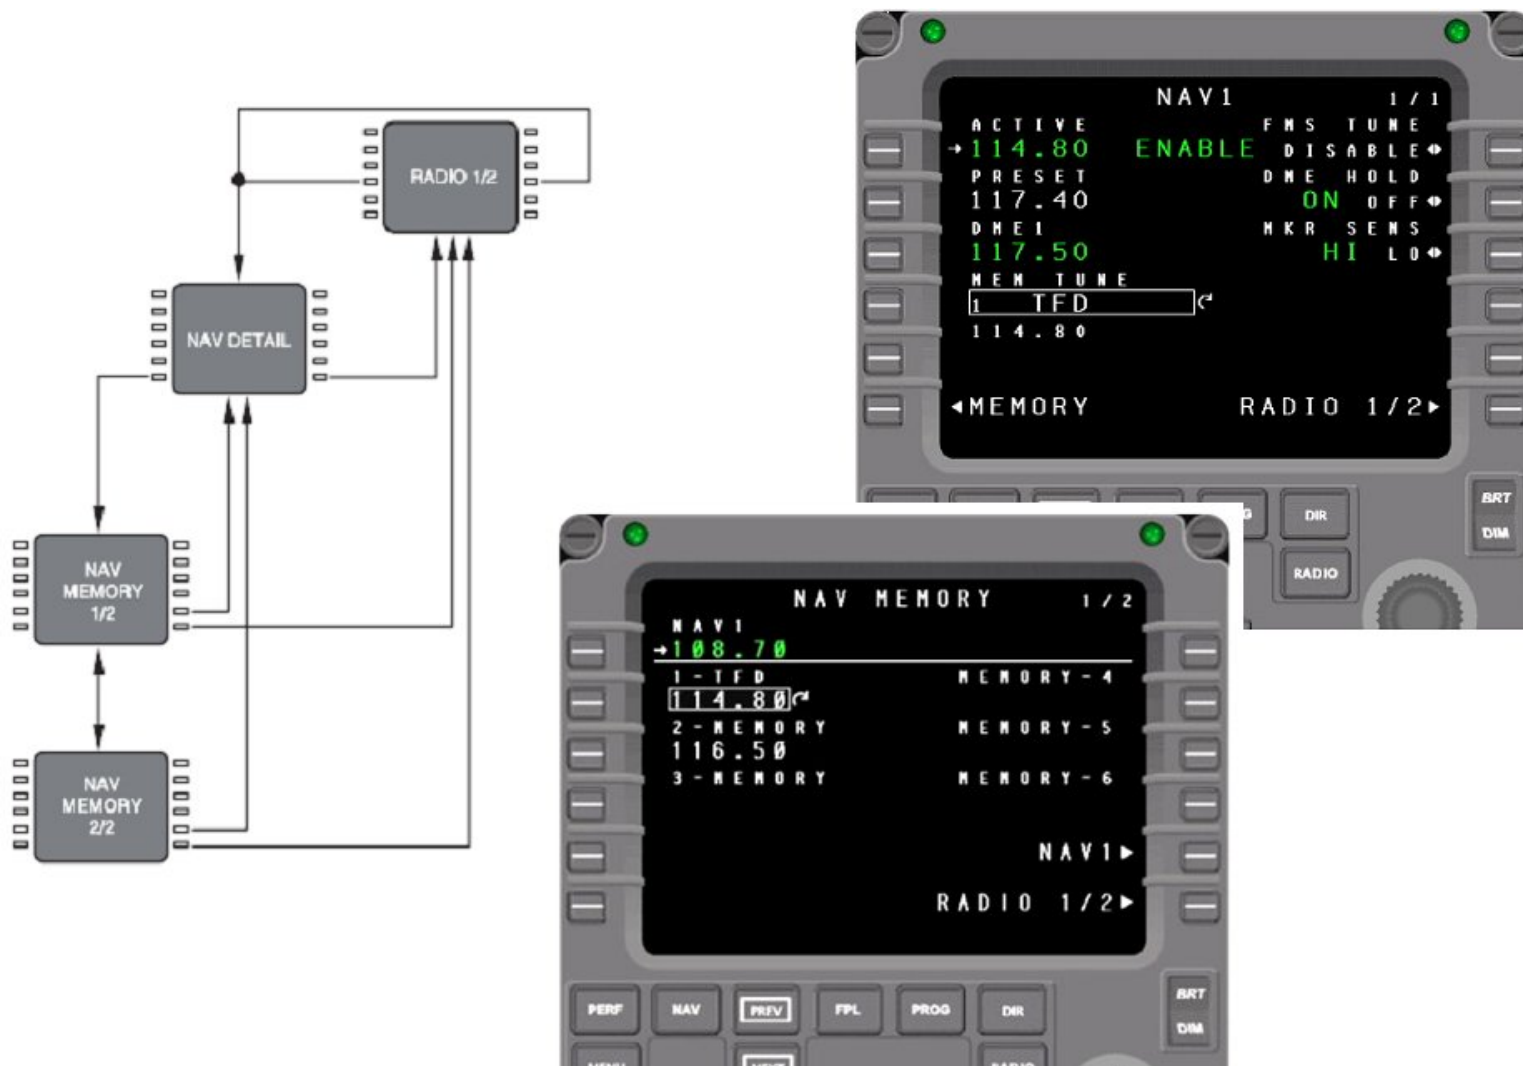 RADIO 1/2
NAV DETAIL
NAV
MEMORY
1/2
NAV
MEMORY
2/2
NAV1 1/1
ACTIVE FMS TUNE
114.80 ENABLE DISABLE
PRESET DME HOLD
117.40 ON OFF
DME1 MKR SENS
117.50 HI LO
MEM TUNE
1 TFD
114.80
MEMORY RADIO 1/2
G DIR
RADIO
BRT
DIM
NAV MEMORY 1/2
NAV1
108.70
1-TFD MEMORY-4
114.80
2-MEMORY MEMORY-5
116.50
3-MEMORY MEMORY-6
NAV1
RADIO 1/2
PERF NAV PREV FPL PROG DIR
BRT
DIM
MENU NEXT RADIO